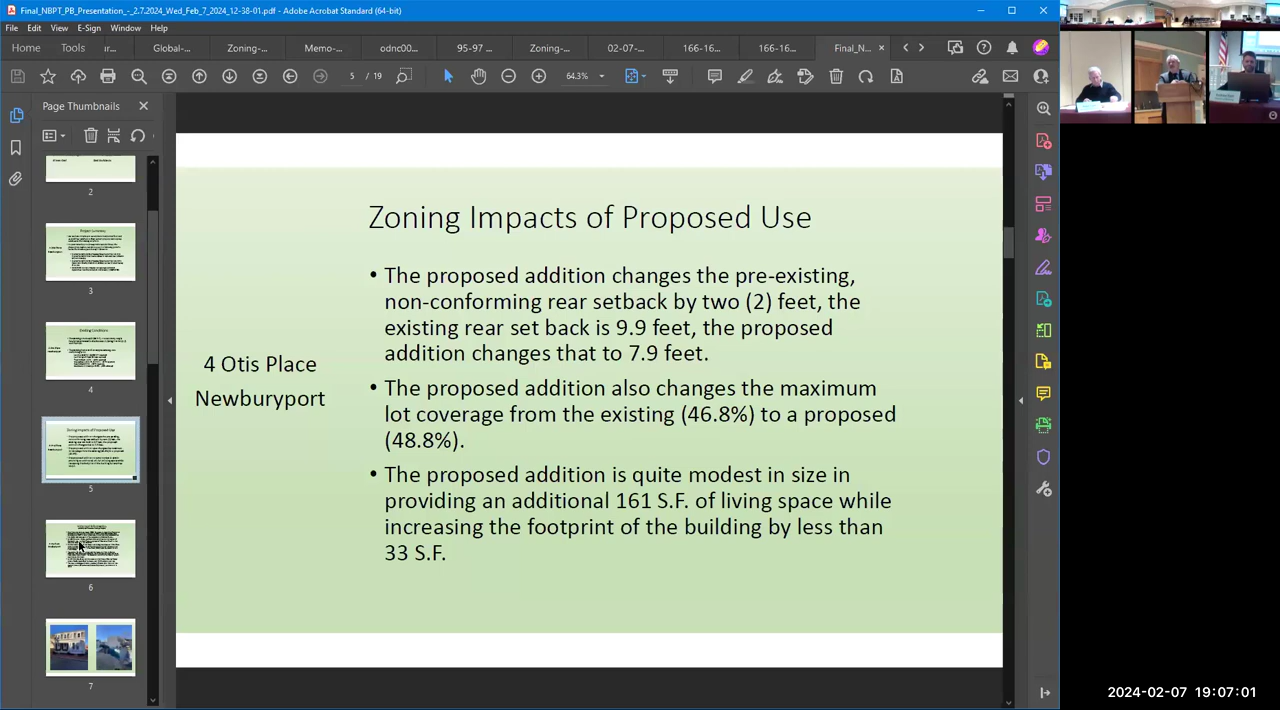 Final_NBPT_PB_Presentation_-_2.7.2024_Wed_Feb_7_2024_12-38-01.pdf - Adobe Acrobat Standard (64-bit)
File Edit View E-Sign Window Help
Home Tools ur... Global-... Zoning-... Memo-... odnc00... 95-97 ... Zoning-... 02-07-... 166-16... 166-16... Final_N...
5 / 19 64.3%
Page Thumbnails
2
3
4
5
6
7
Zoning Impacts of Proposed Use
4 Otis Place
Newburyport
• The proposed addition changes the pre-existing,
non-conforming rear setback by two (2) feet, the
existing rear set back is 9.9 feet, the proposed
addition changes that to 7.9 feet.
• The proposed addition also changes the maximum
lot coverage from the existing (46.8%) to a proposed
(48.8%).
• The proposed addition is quite modest in size in
providing an additional 161 S.F. of living space while
increasing the footprint of the building by less than
33 S.F.
2024-02-07 19:07:01